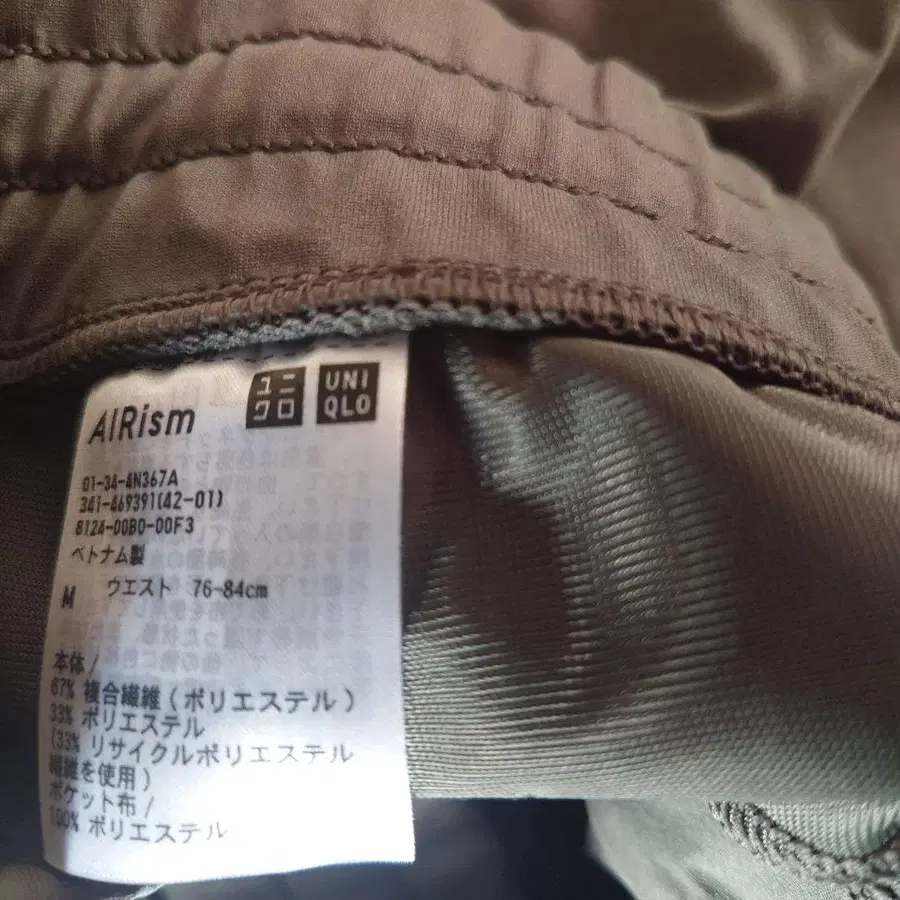 AIRism
ユニ
クロ
UNI
QLO
01-34-4N367A
341-469391(42-01)
8124-00B0-00F3
ベトナム製
M ウエスト 76-84cm
本体/
67% 複合繊維(ポリエステル)
33% ポリエステル
(33% リサイクルポリエステル
繊維を使用)
ポケット布/
100% ポリエステル